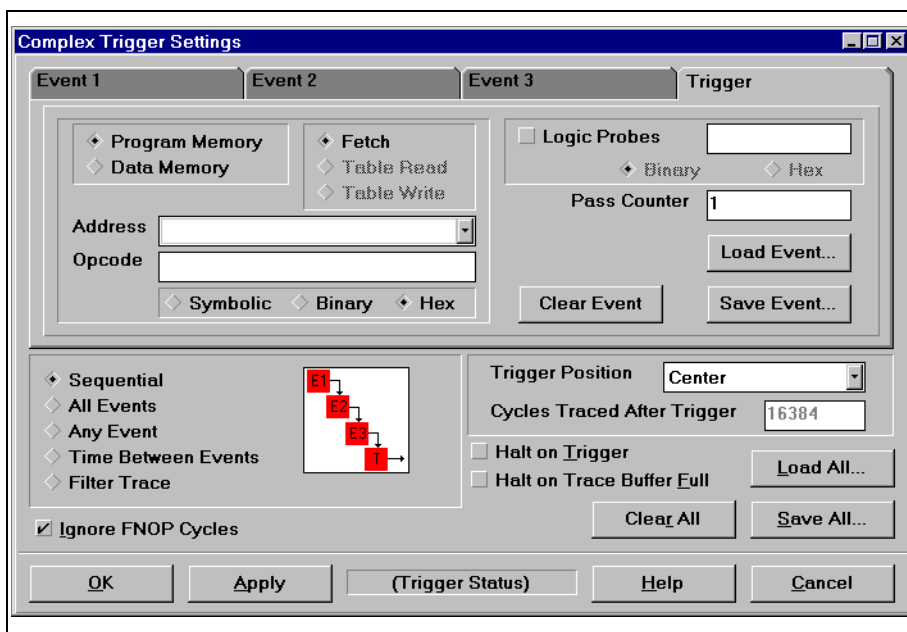 Complex Trigger Settings
Event 1
Event 2
Event 3
Trigger
Program Memory
Data Memory
Fetch
Table Read
Table Write
Address
Opcode
Symbolic
Binary
Hex
Logic Probes
Binary
Hex
Pass Counter
1
Load Event...
Clear Event
Save Event...
Sequential
All Events
Any Event
Time Between Events
Filter Trace
E1
E2
E3
T
Ignore FNOP Cycles
Trigger Position
Center
Cycles Traced After Trigger
16384
Halt on Trigger
Halt on Trace Buffer Full
Load All...
Clear All
Save All...
OK
Apply
(Trigger Status)
Help
Cancel